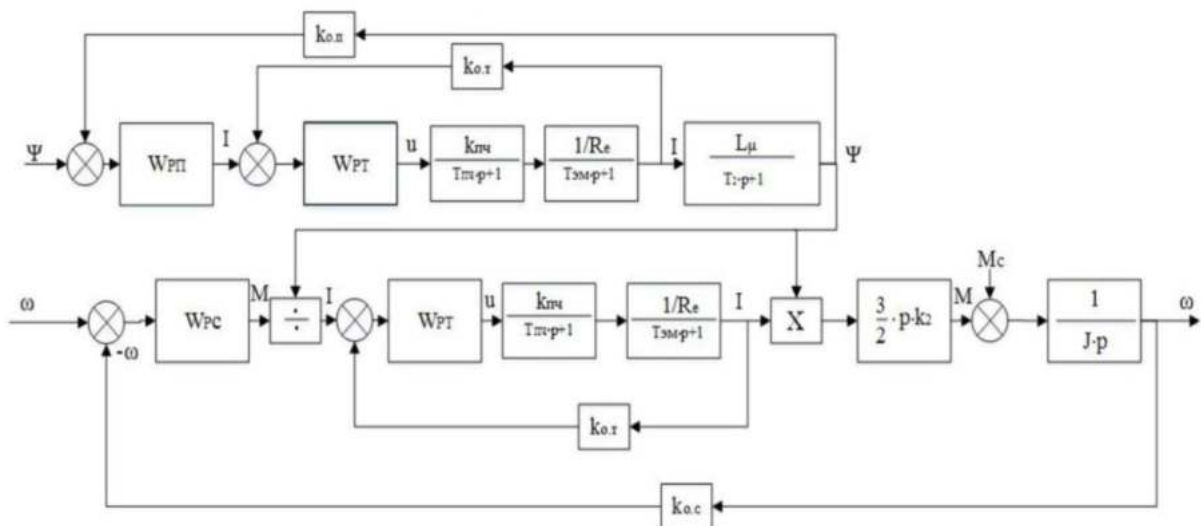 kо.п
kо.т
Ψ
WРП
I
WРТ
u
kпч
Tпч·p+1
1/Rе
Tэм·p+1
I
Lμ
T2·p+1
Ψ
ω
-ω
WРС
M
÷
I
WРТ
u
kпч
Tпч·p+1
1/Rе
Tэм·p+1
I
X
3/2·p·k2
M
Mс
1
J·p
ω
kо.т
kо.с